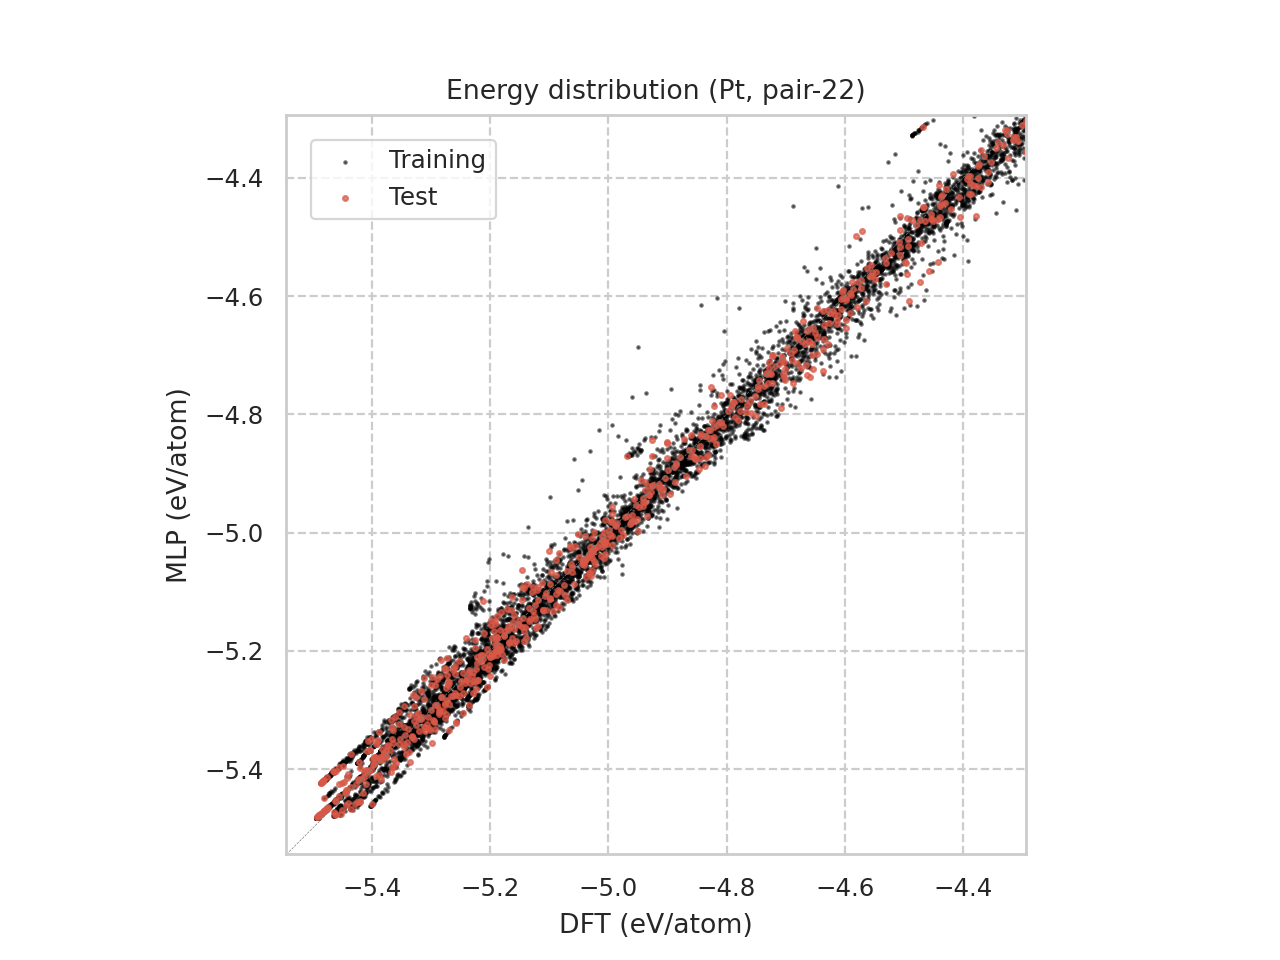 Energy distribution (Pt, pair-22)
Training
Test
−4.4
−4.6
−4.8
−5.0
−5.2
−5.4
MLP (eV/atom)
−5.4 −5.2 −5.0 −4.8 −4.6 −4.4
DFT (eV/atom)